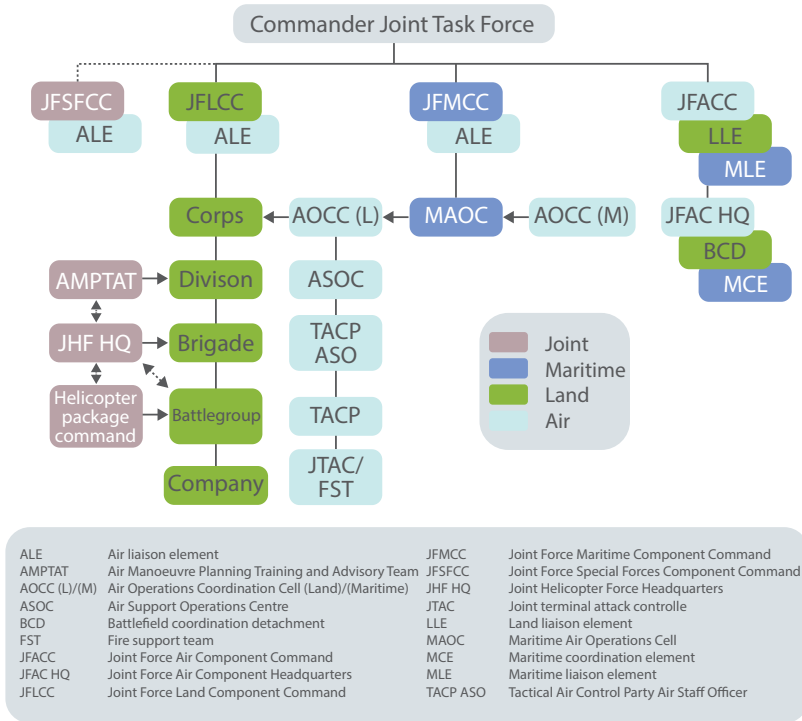 Commander Joint Task Force
JFSFCC
ALE
JFLCC
ALE
JFMCC
ALE
JFACC
LLE
MLE
Corps
AOCC (L)
MAOC
AOCC (M)
JFAC HQ
BCD
MCE
AMPTAT
Divison
ASOC
JHF HQ
Brigade
TACP
ASO
Helicopter
package
command
Battlegroup
TACP
Company
JTAC/
FST
Joint
Maritime
Land
Air
ALE Air liaison element
AMPTAT Air Manoeuvre Planning Training and Advisory Team
AOCC (L)/(M) Air Operations Coordination Cell (Land)/(Maritime)
ASOC Air Support Operations Centre
BCD Battlefield coordination detachment
FST Fire support team
JFACC Joint Force Air Component Command
JFAC HQ Joint Force Air Component Headquarters
JFLCC Joint Force Land Component Command
JFMCC Joint Force Maritime Component Command
JFSFCC Joint Force Special Forces Component Command
JHF HQ Joint Helicopter Force Headquarters
JTAC Joint terminal attack controlle
LLE Land liaison element
MAOC Maritime Air Operations Cell
MCE Maritime coordination element
MLE Maritime liaison element
TACP ASO Tactical Air Control Party Air Staff Officer